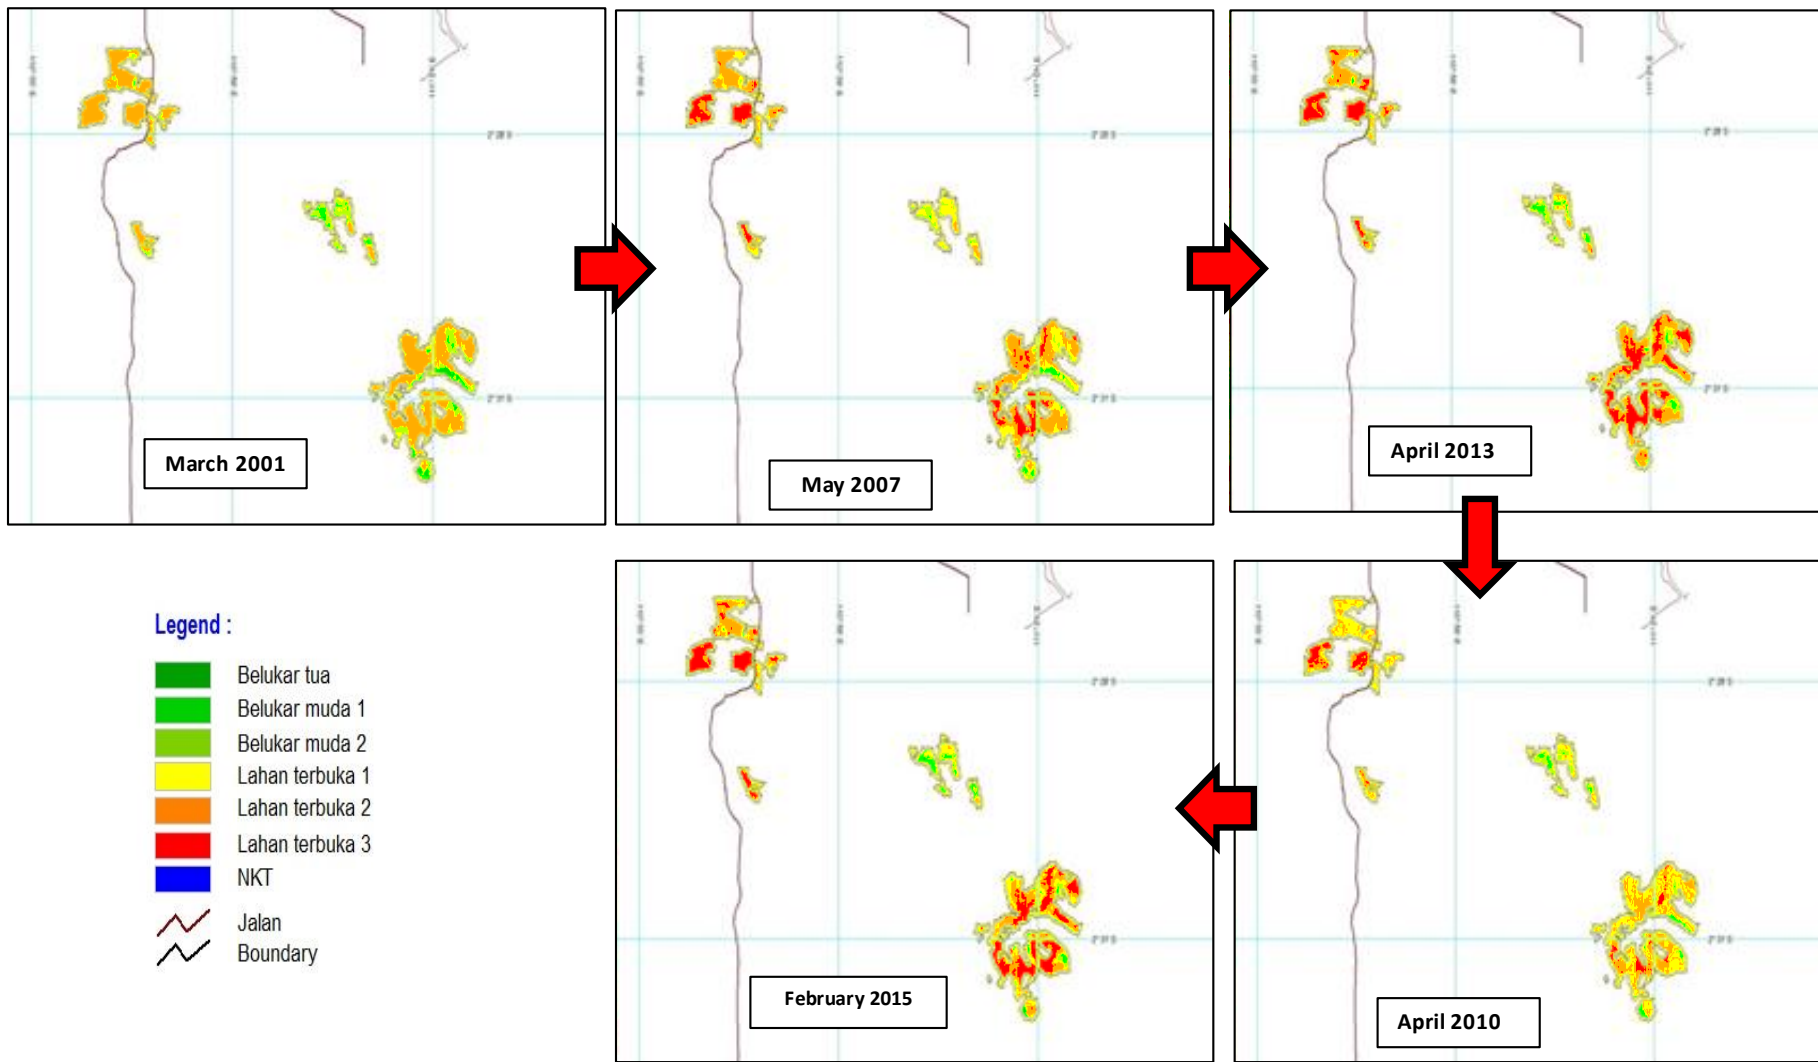 March 2001
May 2007
April 2013
Legend :
Belukar tua
Belukar muda 1
Belukar muda 2
Lahan terbuka 1
Lahan terbuka 2
Lahan terbuka 3
NKT
Jalan
Boundary
February 2015
April 2010